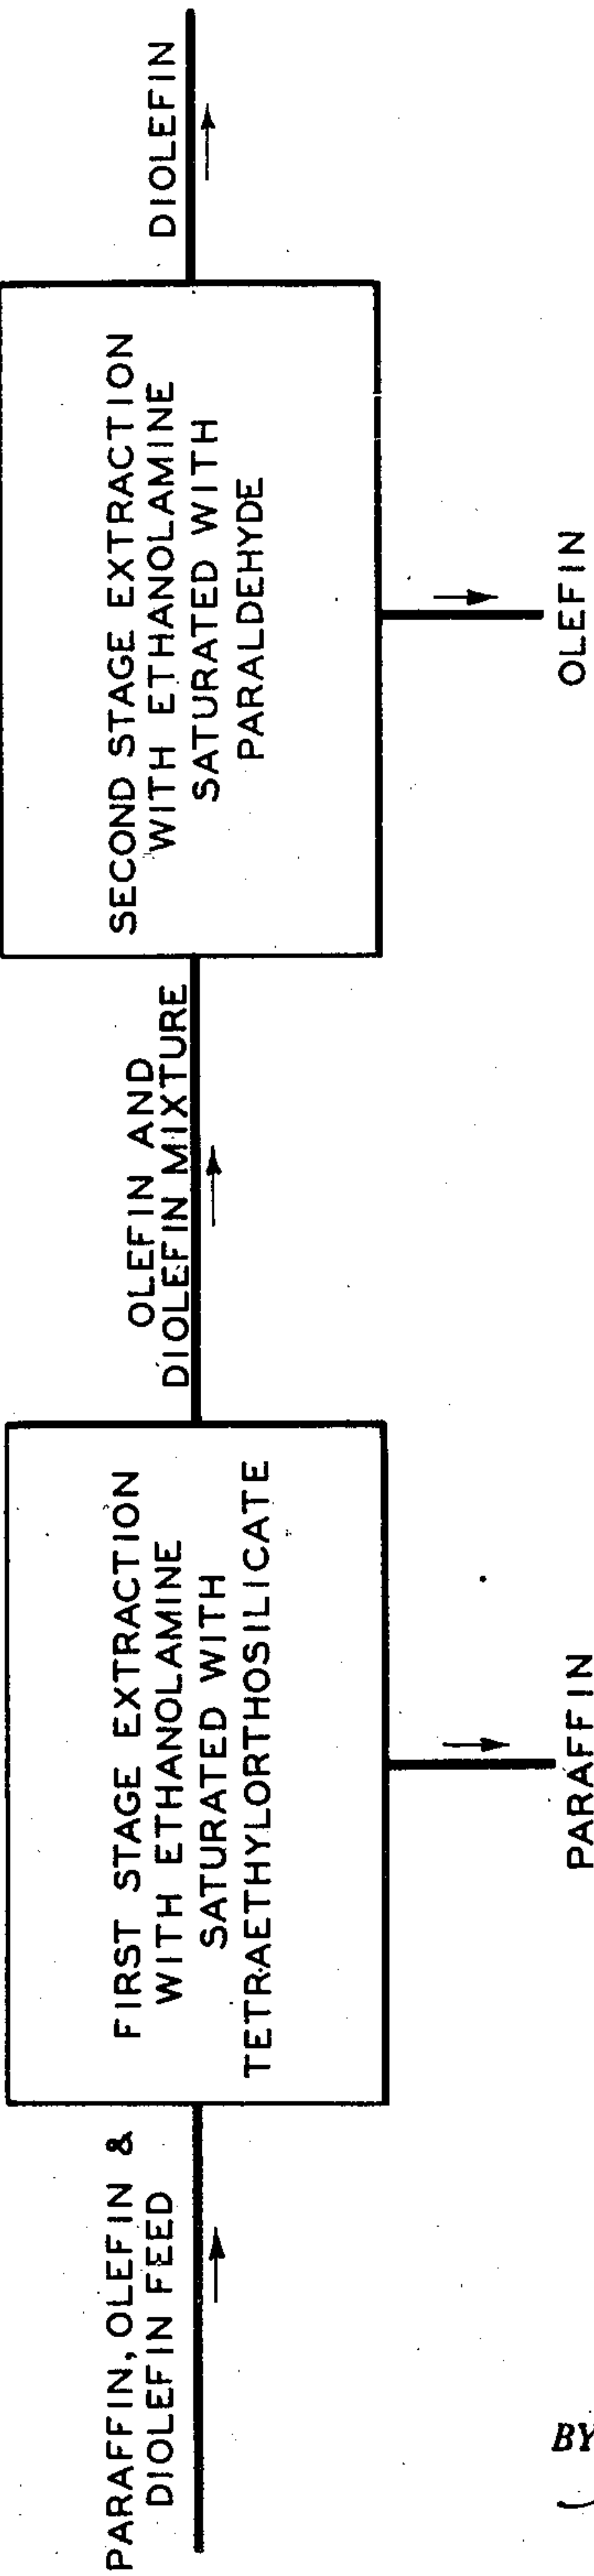 PARAFFIN, OLEFIN &
DIOLEFIN FEED
FIRST STAGE EXTRACTION
WITH ETHANOLAMINE
SATURATED WITH
TETRAETHYLORTHOSILICATE
PARAFFIN
OLEFIN AND
DIOLEFIN MIXTURE
SECOND STAGE EXTRACTION
WITH ETHANOLAMINE
SATURATED WITH
PARALDEHYDE
OLEFIN
DIOLEFIN
BY